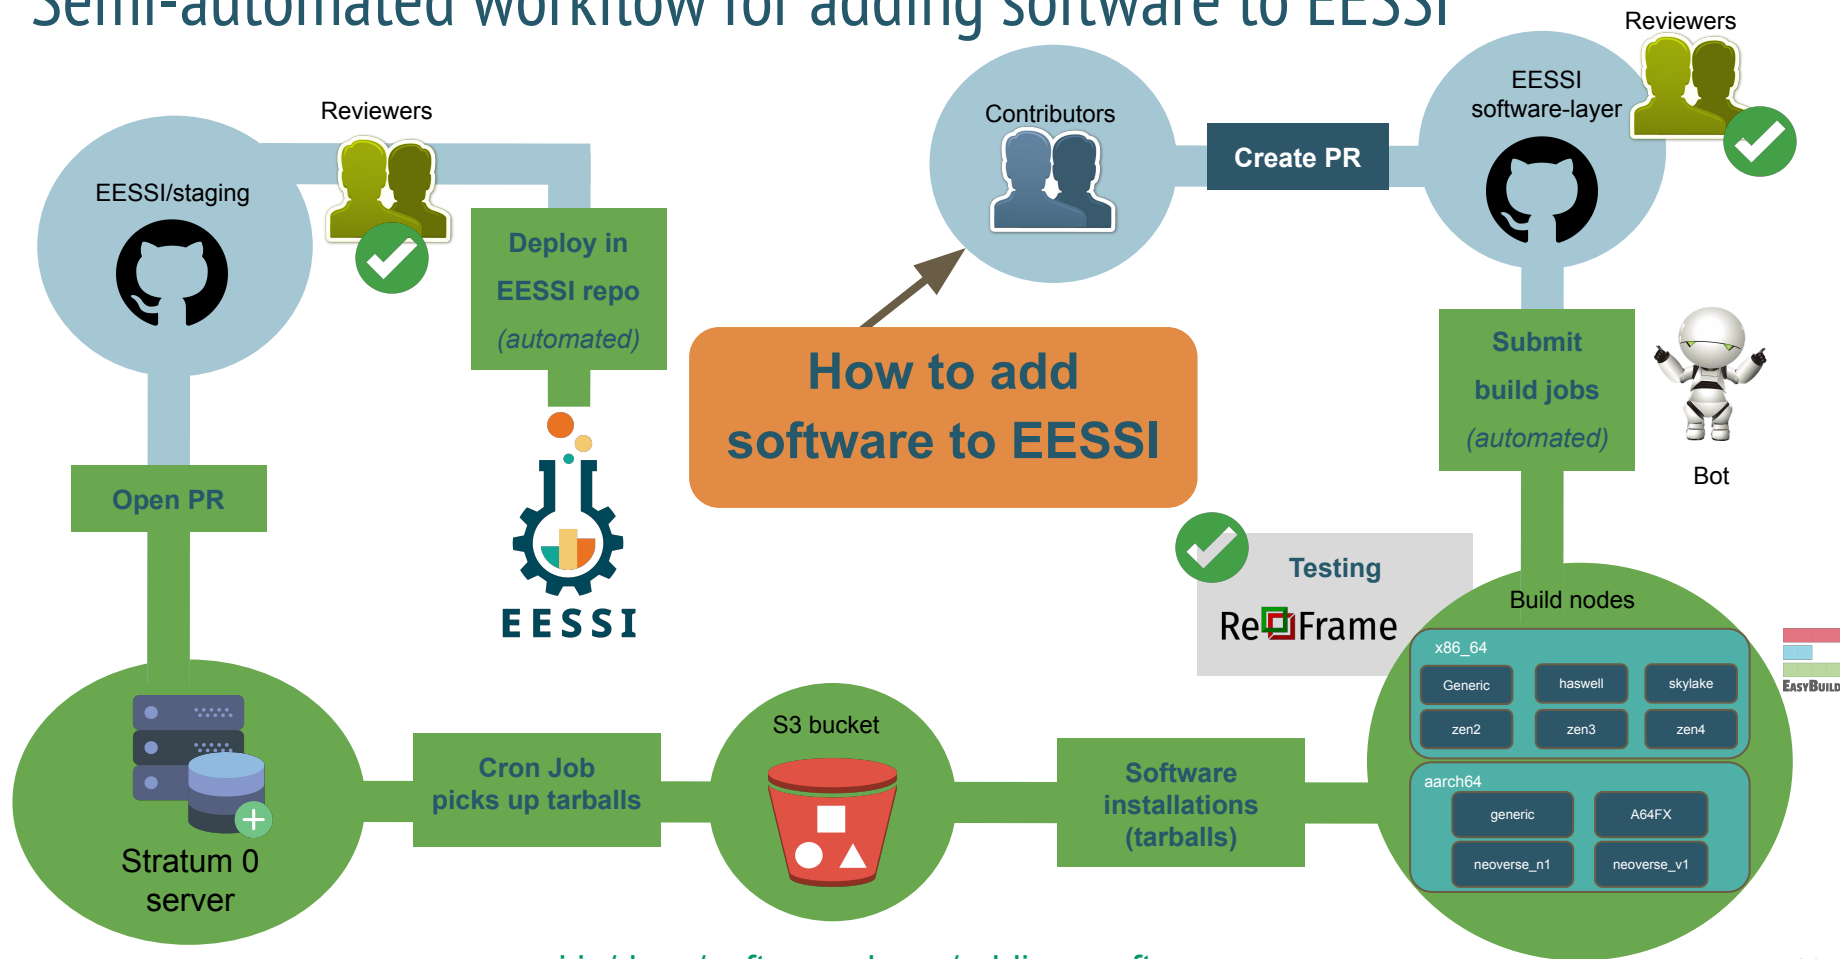 Semi-automated workflow for adding software to EESSI
Reviewers
EESSI
software-layer
Contributors
Create PR
Reviewers
EESSI/staging
Deploy in
EESSI repo
(automated)
How to add
software to EESSI
Submit
build jobs
(automated)
Bot
Open PR
EESSI
Testing
ReFrame
Build nodes
x86_64
Generic
haswell
skylake
zen2
zen3
zen4
EASYBUILD
aarch64
generic
A64FX
neoverse_n1
neoverse_v1
S3 bucket
Cron Job
picks up tarballs
Software
installations
(tarballs)
Stratum 0
server